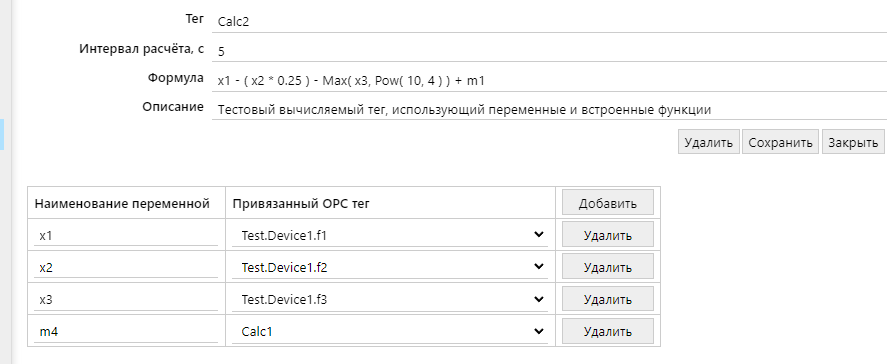 Тег Calc2
Интервал расчёта, с 5
Формула x1 - ( x2 * 0.25 ) - Max( x3, Pow( 10, 4 ) ) + m1
Описание Тестовый вычисляемый тег, использующий переменные и встроенные функции
Удалить Сохранить Закрыть
Наименование переменной Привязанный OPC тег Добавить
x1 Test.Device1.f1 Удалить
x2 Test.Device1.f2 Удалить
x3 Test.Device1.f3 Удалить
m4 Calc1 Удалить